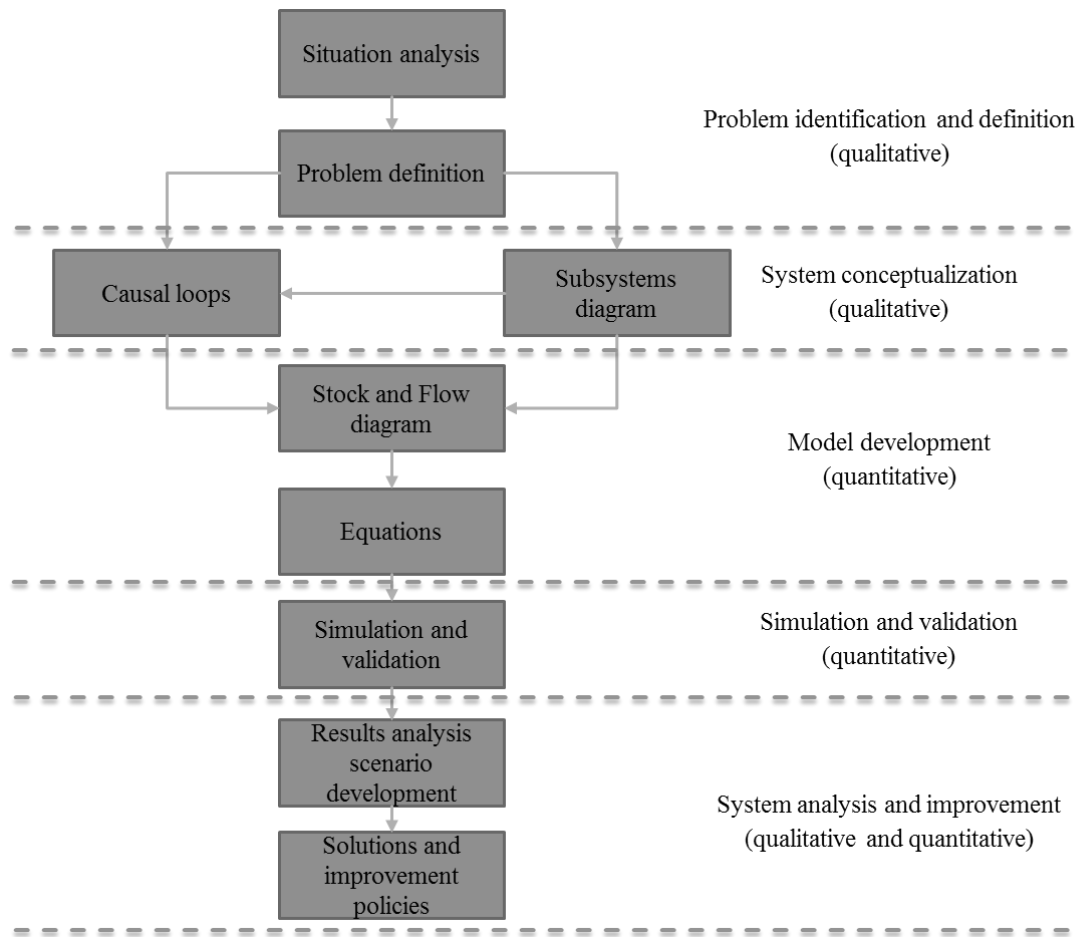 Situation analysis
Problem identification and definition
(qualitative)
Problem definition
Causal loops
Subsystems
diagram
System conceptualization
(qualitative)
Stock and Flow
diagram
Model development
(quantitative)
Equations
Simulation and
validation
Simulation and validation
(quantitative)
Results analysis
scenario
development
System analysis and improvement
(qualitative and quantitative)
Solutions and
improvement
policies